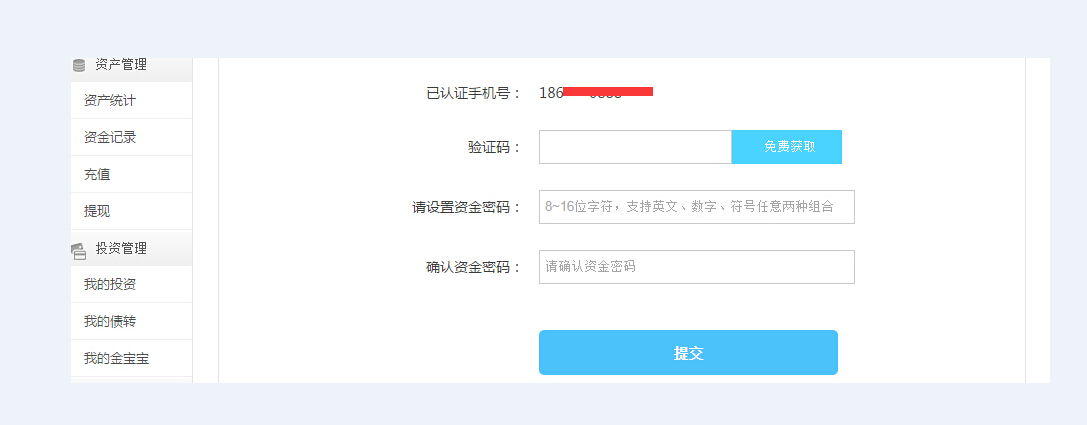 资产管理
资产统计
资金记录
充值
提现
投资管理
我的投资
我的债转
我的金宝宝
已认证手机号： 186
验证码： 免费获取
请设置资金密码： 8~16位字符，支持英文、数字、符号任意两种组合
确认资金密码： 请确认资金密码
提交